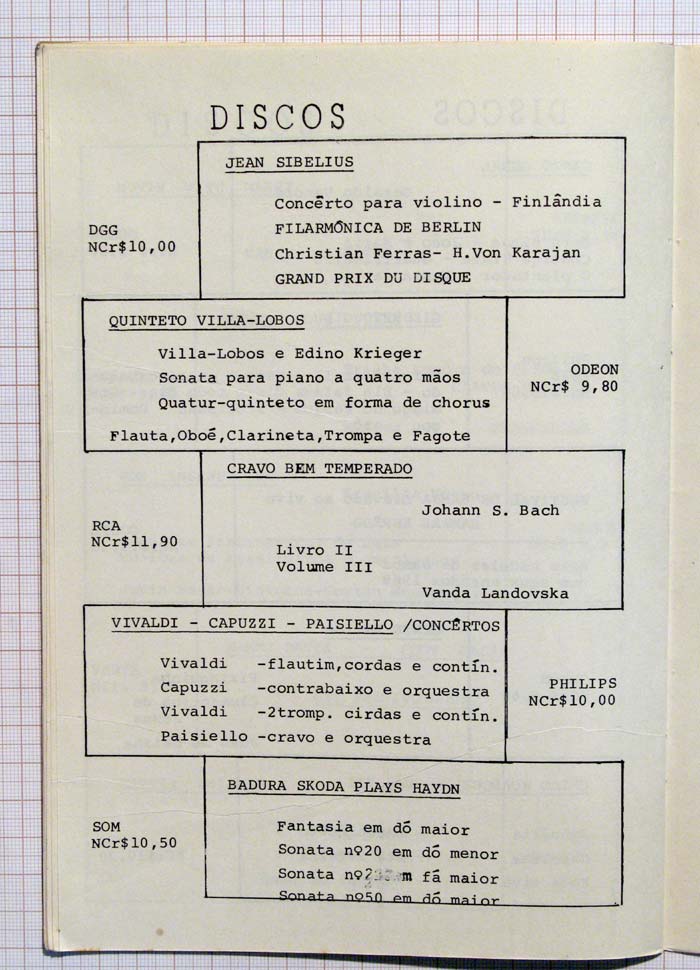 DISCOS
JEAN SIBELIUS
Concêrto para violino - Finlândia
FILARMÔNICA DE BERLIN
Christian Ferras- H.Von Karajan
GRAND PRIX DU DISQUE
DGG
NCr$10,00
QUINTETO VILLA-LOBOS
Villa-Lobos e Edino Krieger
Sonata para piano a quatro mãos
Quatur-quinteto em forma de chorus
Flauta,Oboé,Clarineta,Trompa e Fagote
ODEON
NCr$ 9,80
CRAVO BEM TEMPERADO
Johann S. Bach
Livro II
Volume III
Vanda Landovska
RCA
NCr$11,90
VIVALDI - CAPUZZI - PAISIELLO /CONCÊRTOS
Vivaldi -flautim,cordas e contín.
Capuzzi -contrabaixo e orquestra
Vivaldi -2tromp. cirdas e contín.
Paisiello -cravo e orquestra
PHILIPS
NCr$10,00
BADURA SKODA PLAYS HAYDN
Fantasia em dó maior
Sonata nº20 em dó menor
Sonata fá maior
Sonata nº50 em dó maior
SOM
NCr$10,50